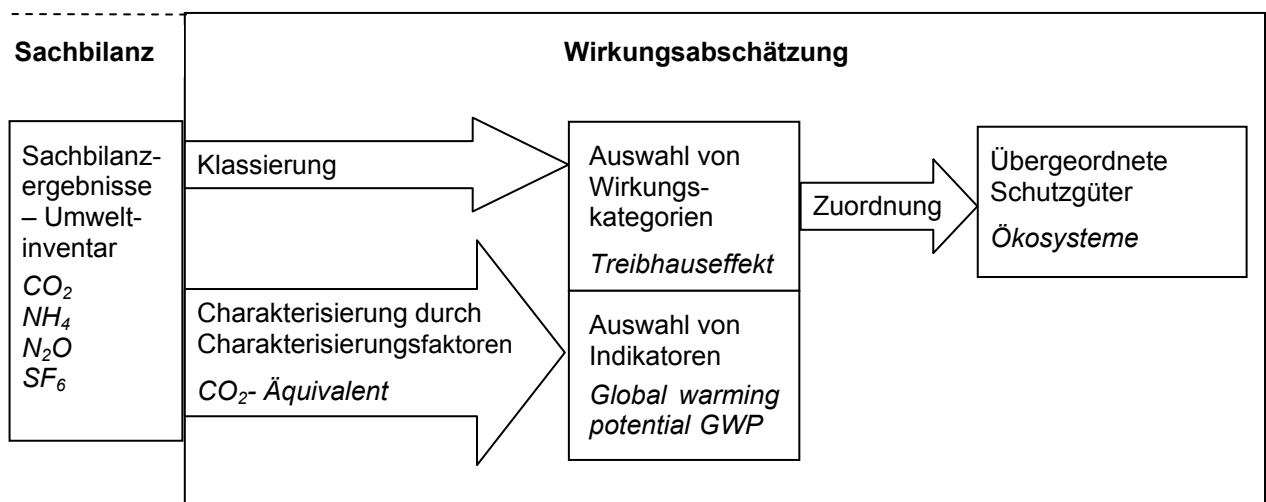 Sachbilanz
Wirkungsabschätzung
Sachbilanz-
ergebnisse
– Umwelt-
inventar
CO₂
NH₄
N₂O
SF₆
Klassierung
Charakterisierung durch
Charakterisierungsfaktoren
CO₂- Äquivalent
Auswahl von
Wirkungs-
kategorien
Treibhauseffekt
Auswahl von
Indikatoren
Global warming
potential GWP
Zuordnung
Übergeordnete
Schutzgüter
Ökosysteme